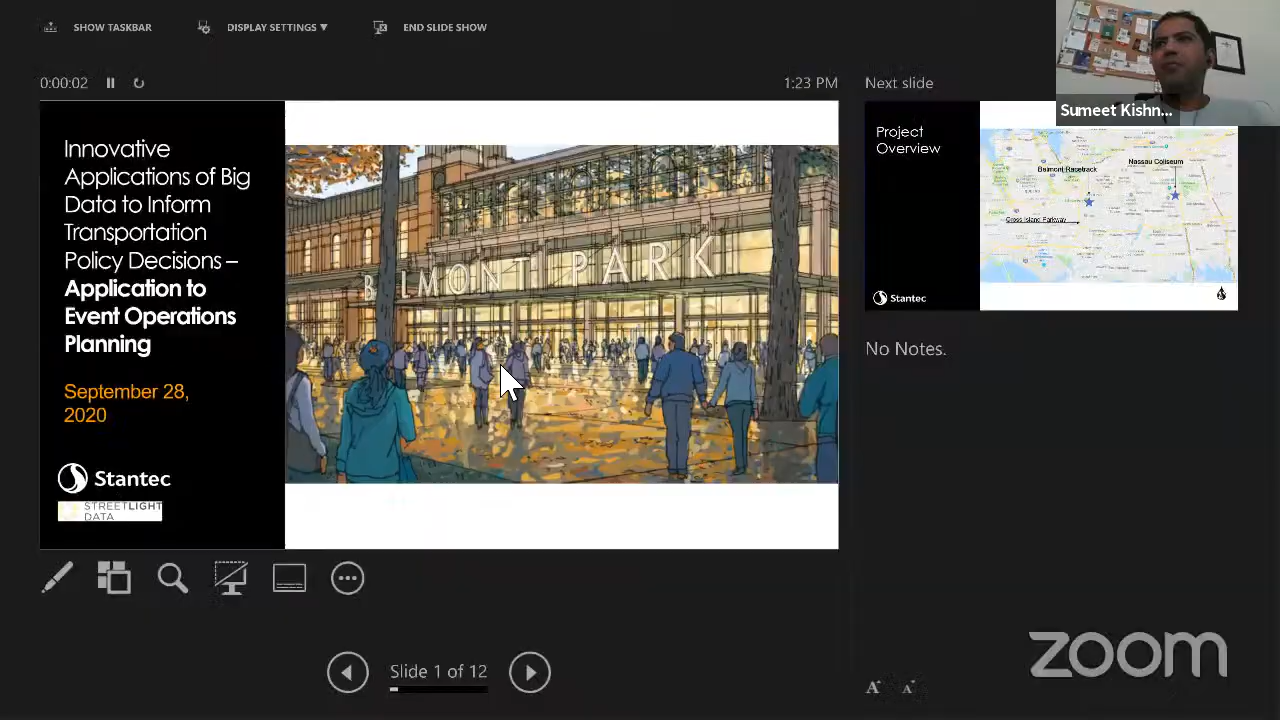 SHOW TASKBAR
DISPLAY SETTINGS ▼
END SLIDE SHOW
0:00:02
1:23 PM
Next slide
Sumeet Kishn...
Innovative
Applications of Big
Data to Inform
Transportation
Policy Decisions –
Application to
Event Operations
Planning
September 28,
2020
Stantec
STREETLIGHT
DATA
BELMONT PARK
Project
Overview
Belmont Racetrack
Nassau Coliseum
Cross Island Parkway
Stantec
No Notes.
Slide 1 of 12
A
A
zoom